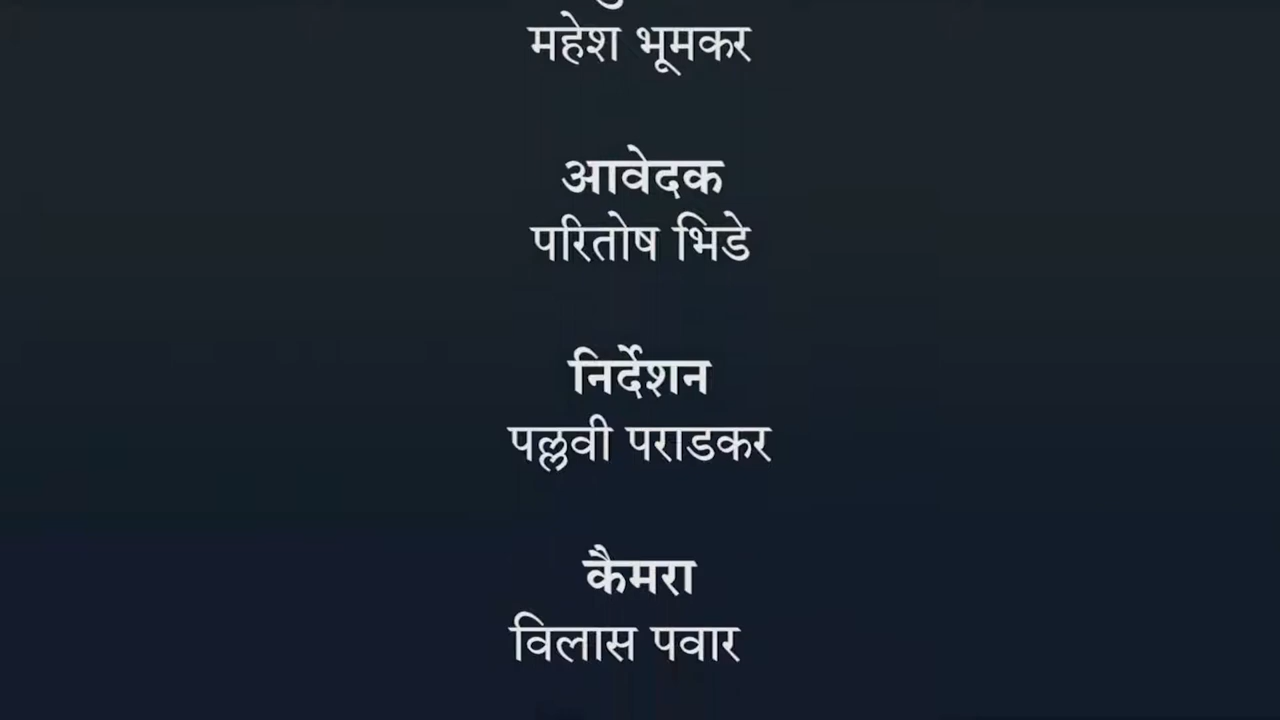 महेश भूमकर
आवेदक
परितोष भिडे
निर्देशन
पल्लवी पराडकर
कैमरा
विलास पवार